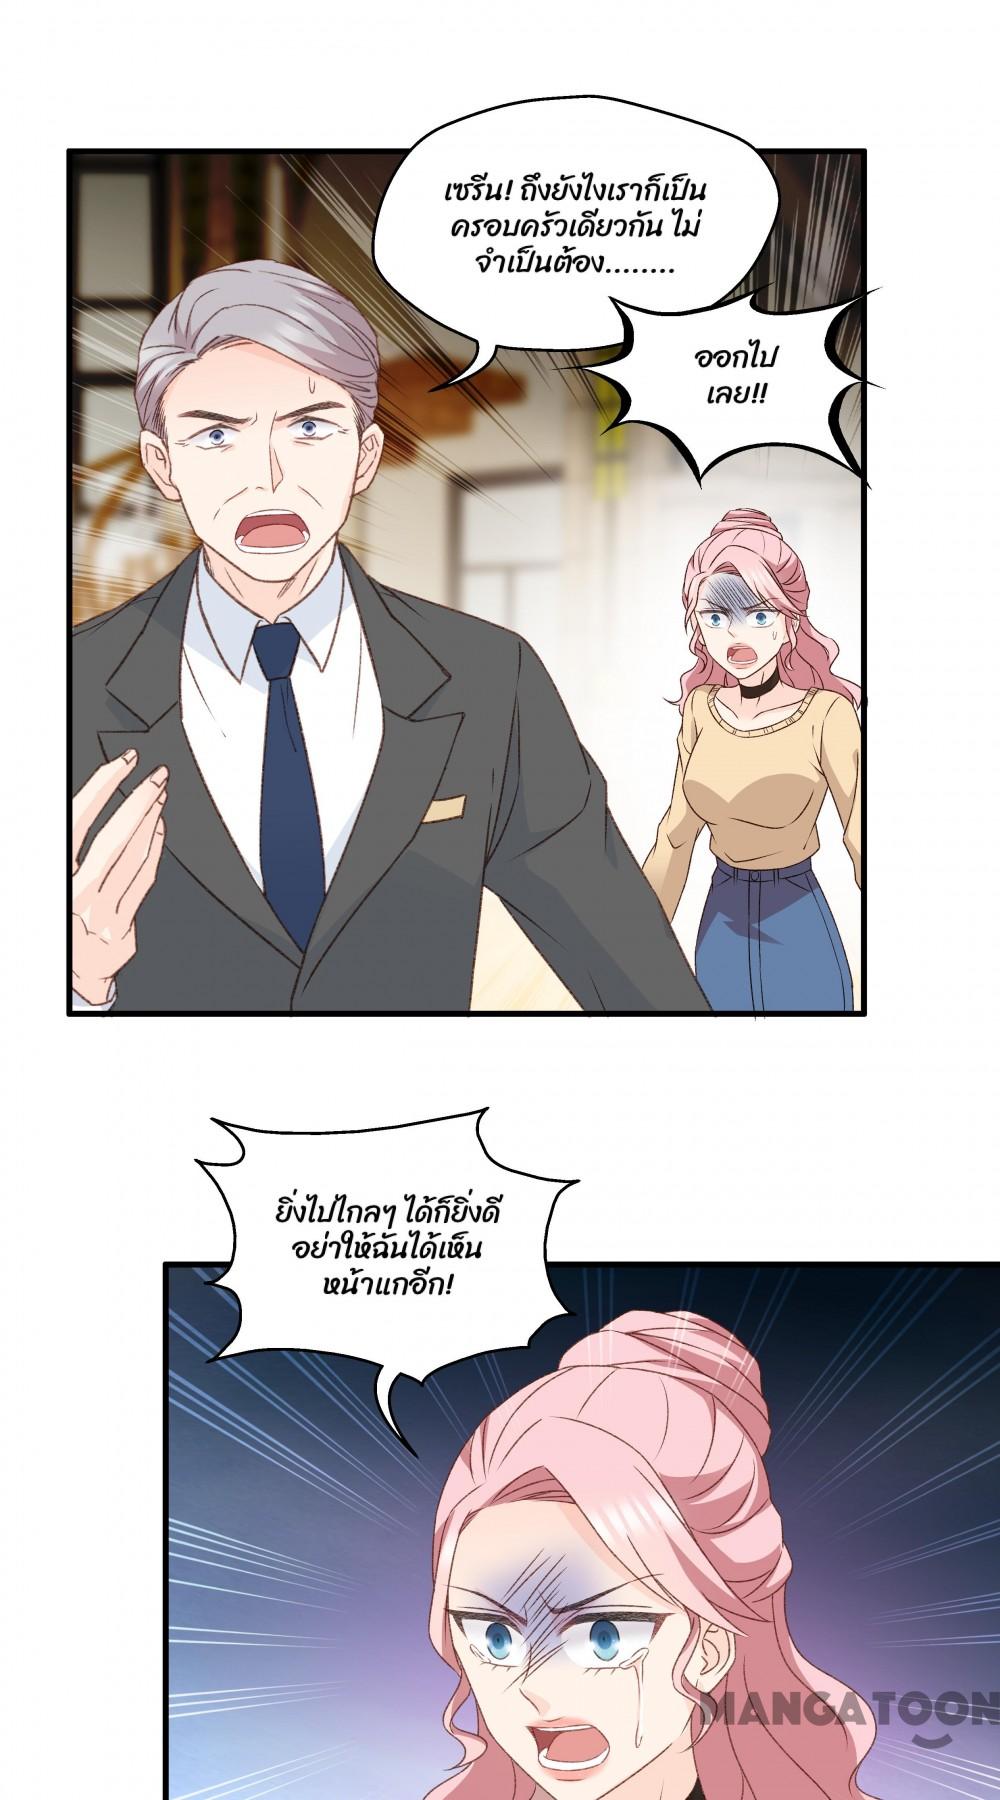 เซรีน! ถึงยังไงเราก็เป็น
ครอบครัวเดียวกัน ไม่
จำเป็นต้อง........
ออกไป
เลย!!
ยิ่งไปไกลๆ ได้ก็ยิ่งดี
อย่าให้ฉันได้เห็น
หน้าแกอีก!
MANGATOON